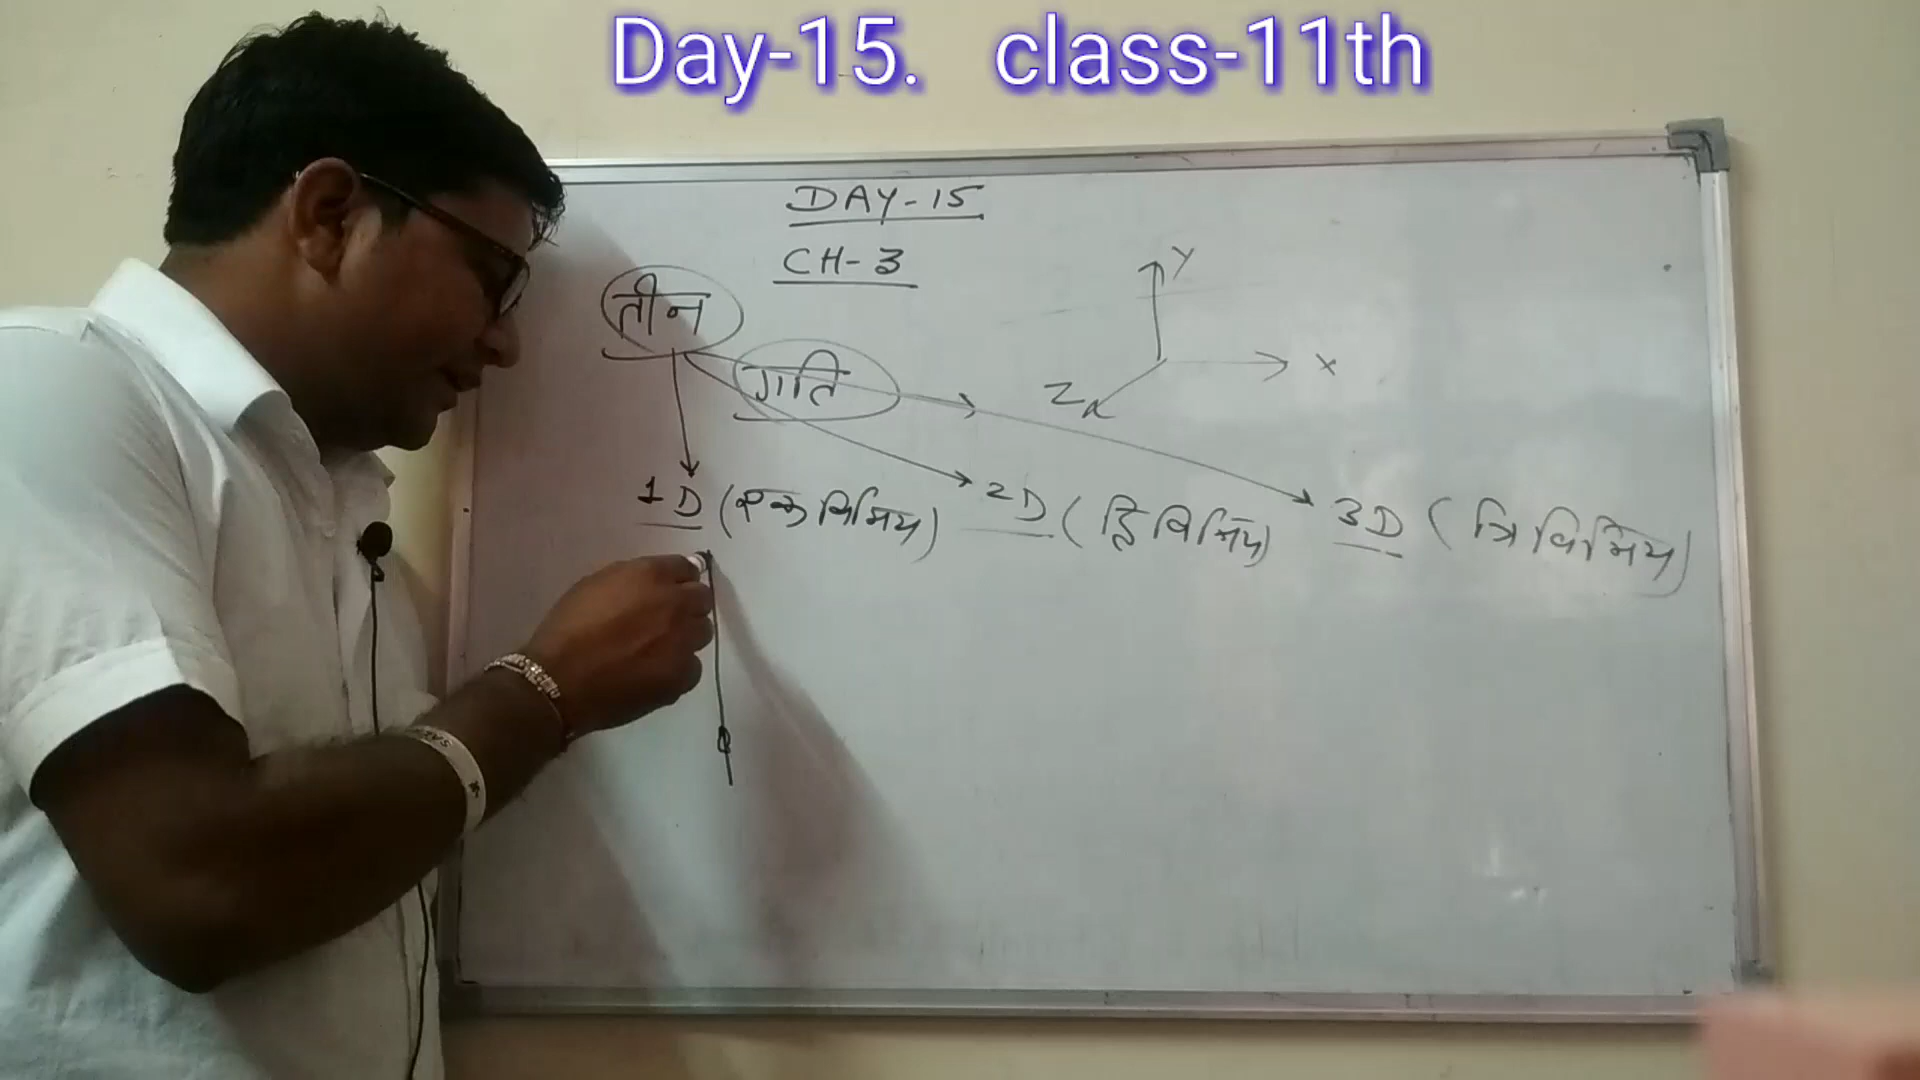 Day-15. class-11th
DAY-15
CH-3
तीन
गति
Y
X
Z
1D (एक विमिय) 2D ( द्विविमिय) 3D ( त्रिविमिय)